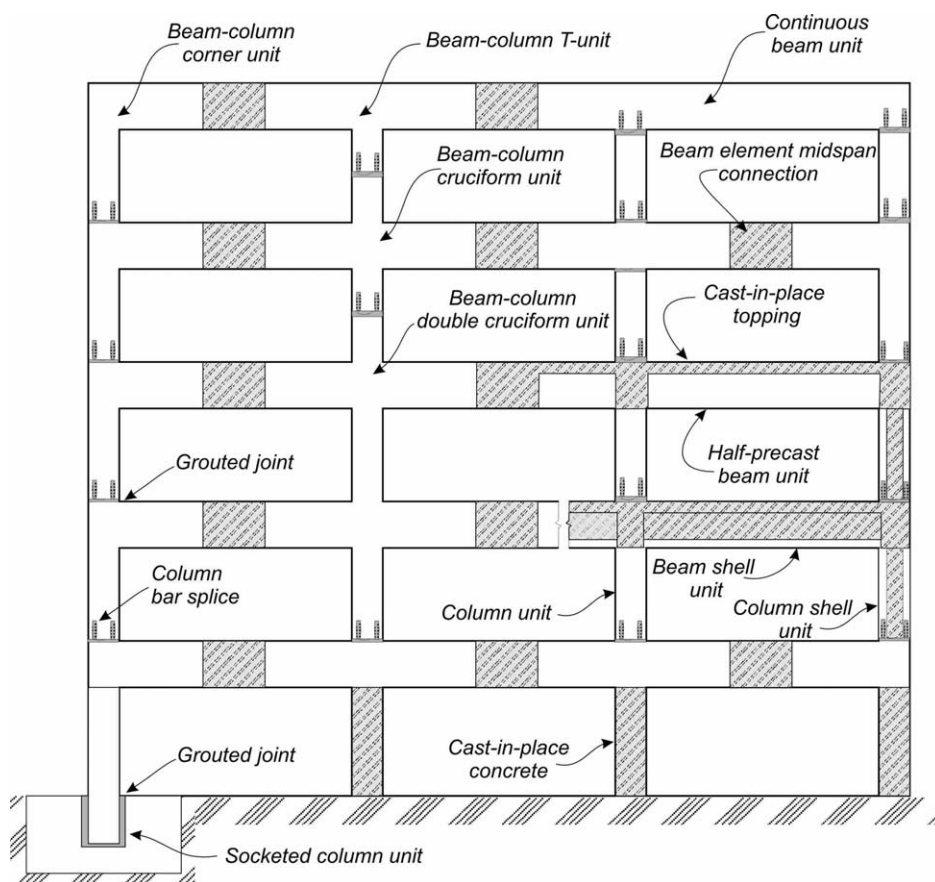 Beam-column
corner unit
Beam-column T-unit
Continuous
beam unit
Beam-column
cruciform unit
Beam element midspan
connection
Beam-column
double cruciform unit
Cast-in-place
topping
Grouted joint
Half-precast
beam unit
Column
bar splice
Column unit
Beam shell
unit
Column shell
unit
Grouted joint
Cast-in-place
concrete
Socketed column unit